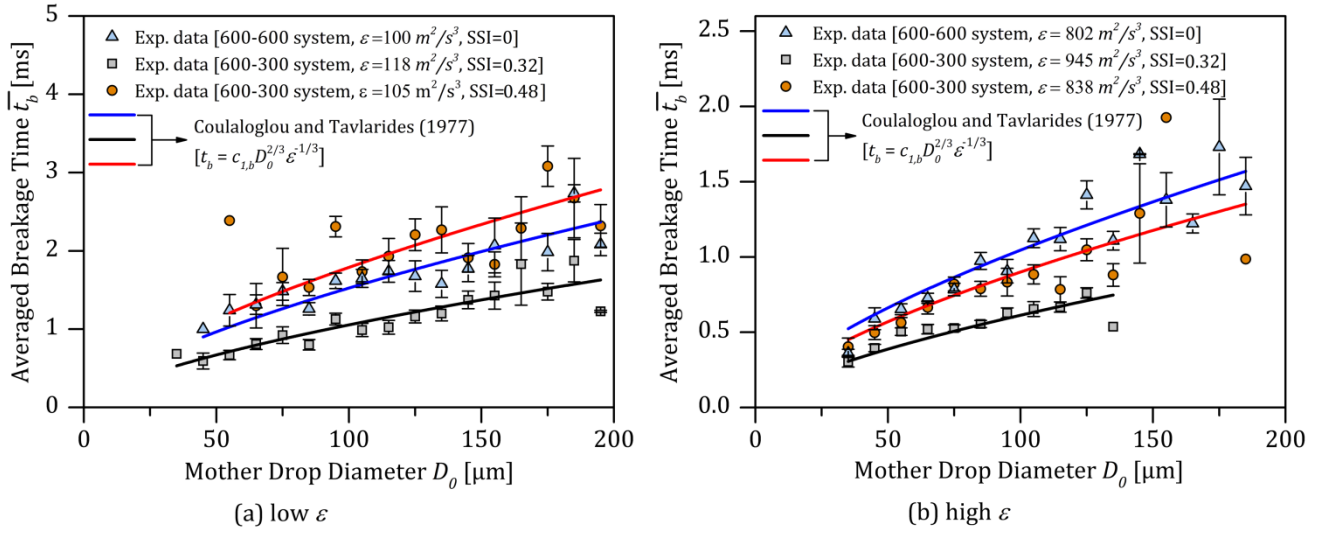 Exp. data [600-600 system, ε=100 m²/s³, SSI=0]
Exp. data [600-300 system, ε=118 m²/s³, SSI=0.32]
Exp. data [600-300 system, ε=105 m²/s³, SSI=0.48]
Coulaloglou and Tavlarides (1977)
[t_b = c_{1,b}D_0^{2/3}ε^{-1/3}]
Averaged Breakage Time t̅_b [ms]
5
4
3
2
1
0
0
50
100
150
200
Mother Drop Diameter D_0 [µm]
(a) low ε
Exp. data [600-600 system, ε= 802 m²/s³, SSI=0]
Exp. data [600-300 system, ε= 945 m²/s³, SSI=0.32]
Exp. data [600-300 system, ε= 838 m²/s³, SSI=0.48]
Coulaloglou and Tavlarides (1977)
[t_b = c_{1,b}D_0^{2/3}ε^{-1/3}]
Averaged Breakage Time t̅_b [ms]
2.5
2.0
1.5
1.0
0.5
0.0
0
50
100
150
200
Mother Drop Diameter D_0 [µm]
(b) high ε